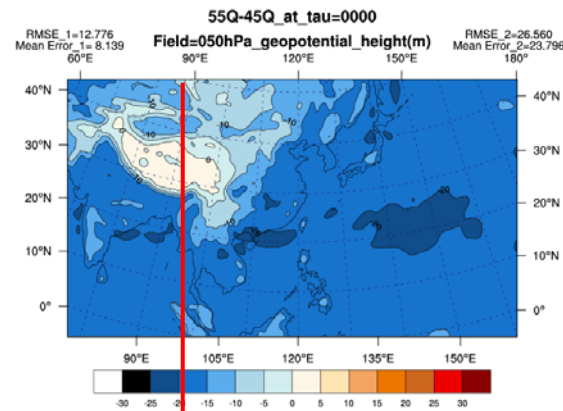 55Q-45Q_at_tau=0000
RMSE_1=12.776
Mean Error_1= 8.139
Field=050hPa_geopotential_height(m)
RMSE_2=26.560
Mean Error_2=23.796
60°E 90°E 120°E 150°E 180°
40°N 40°N
30°N 30°N
20°N 20°N
10°N 10°N
0° 0°
90°E 105°E 120°E 135°E 150°E
-30 -25 -20 -15 -10 -5 0 5 10 15 20 25 30